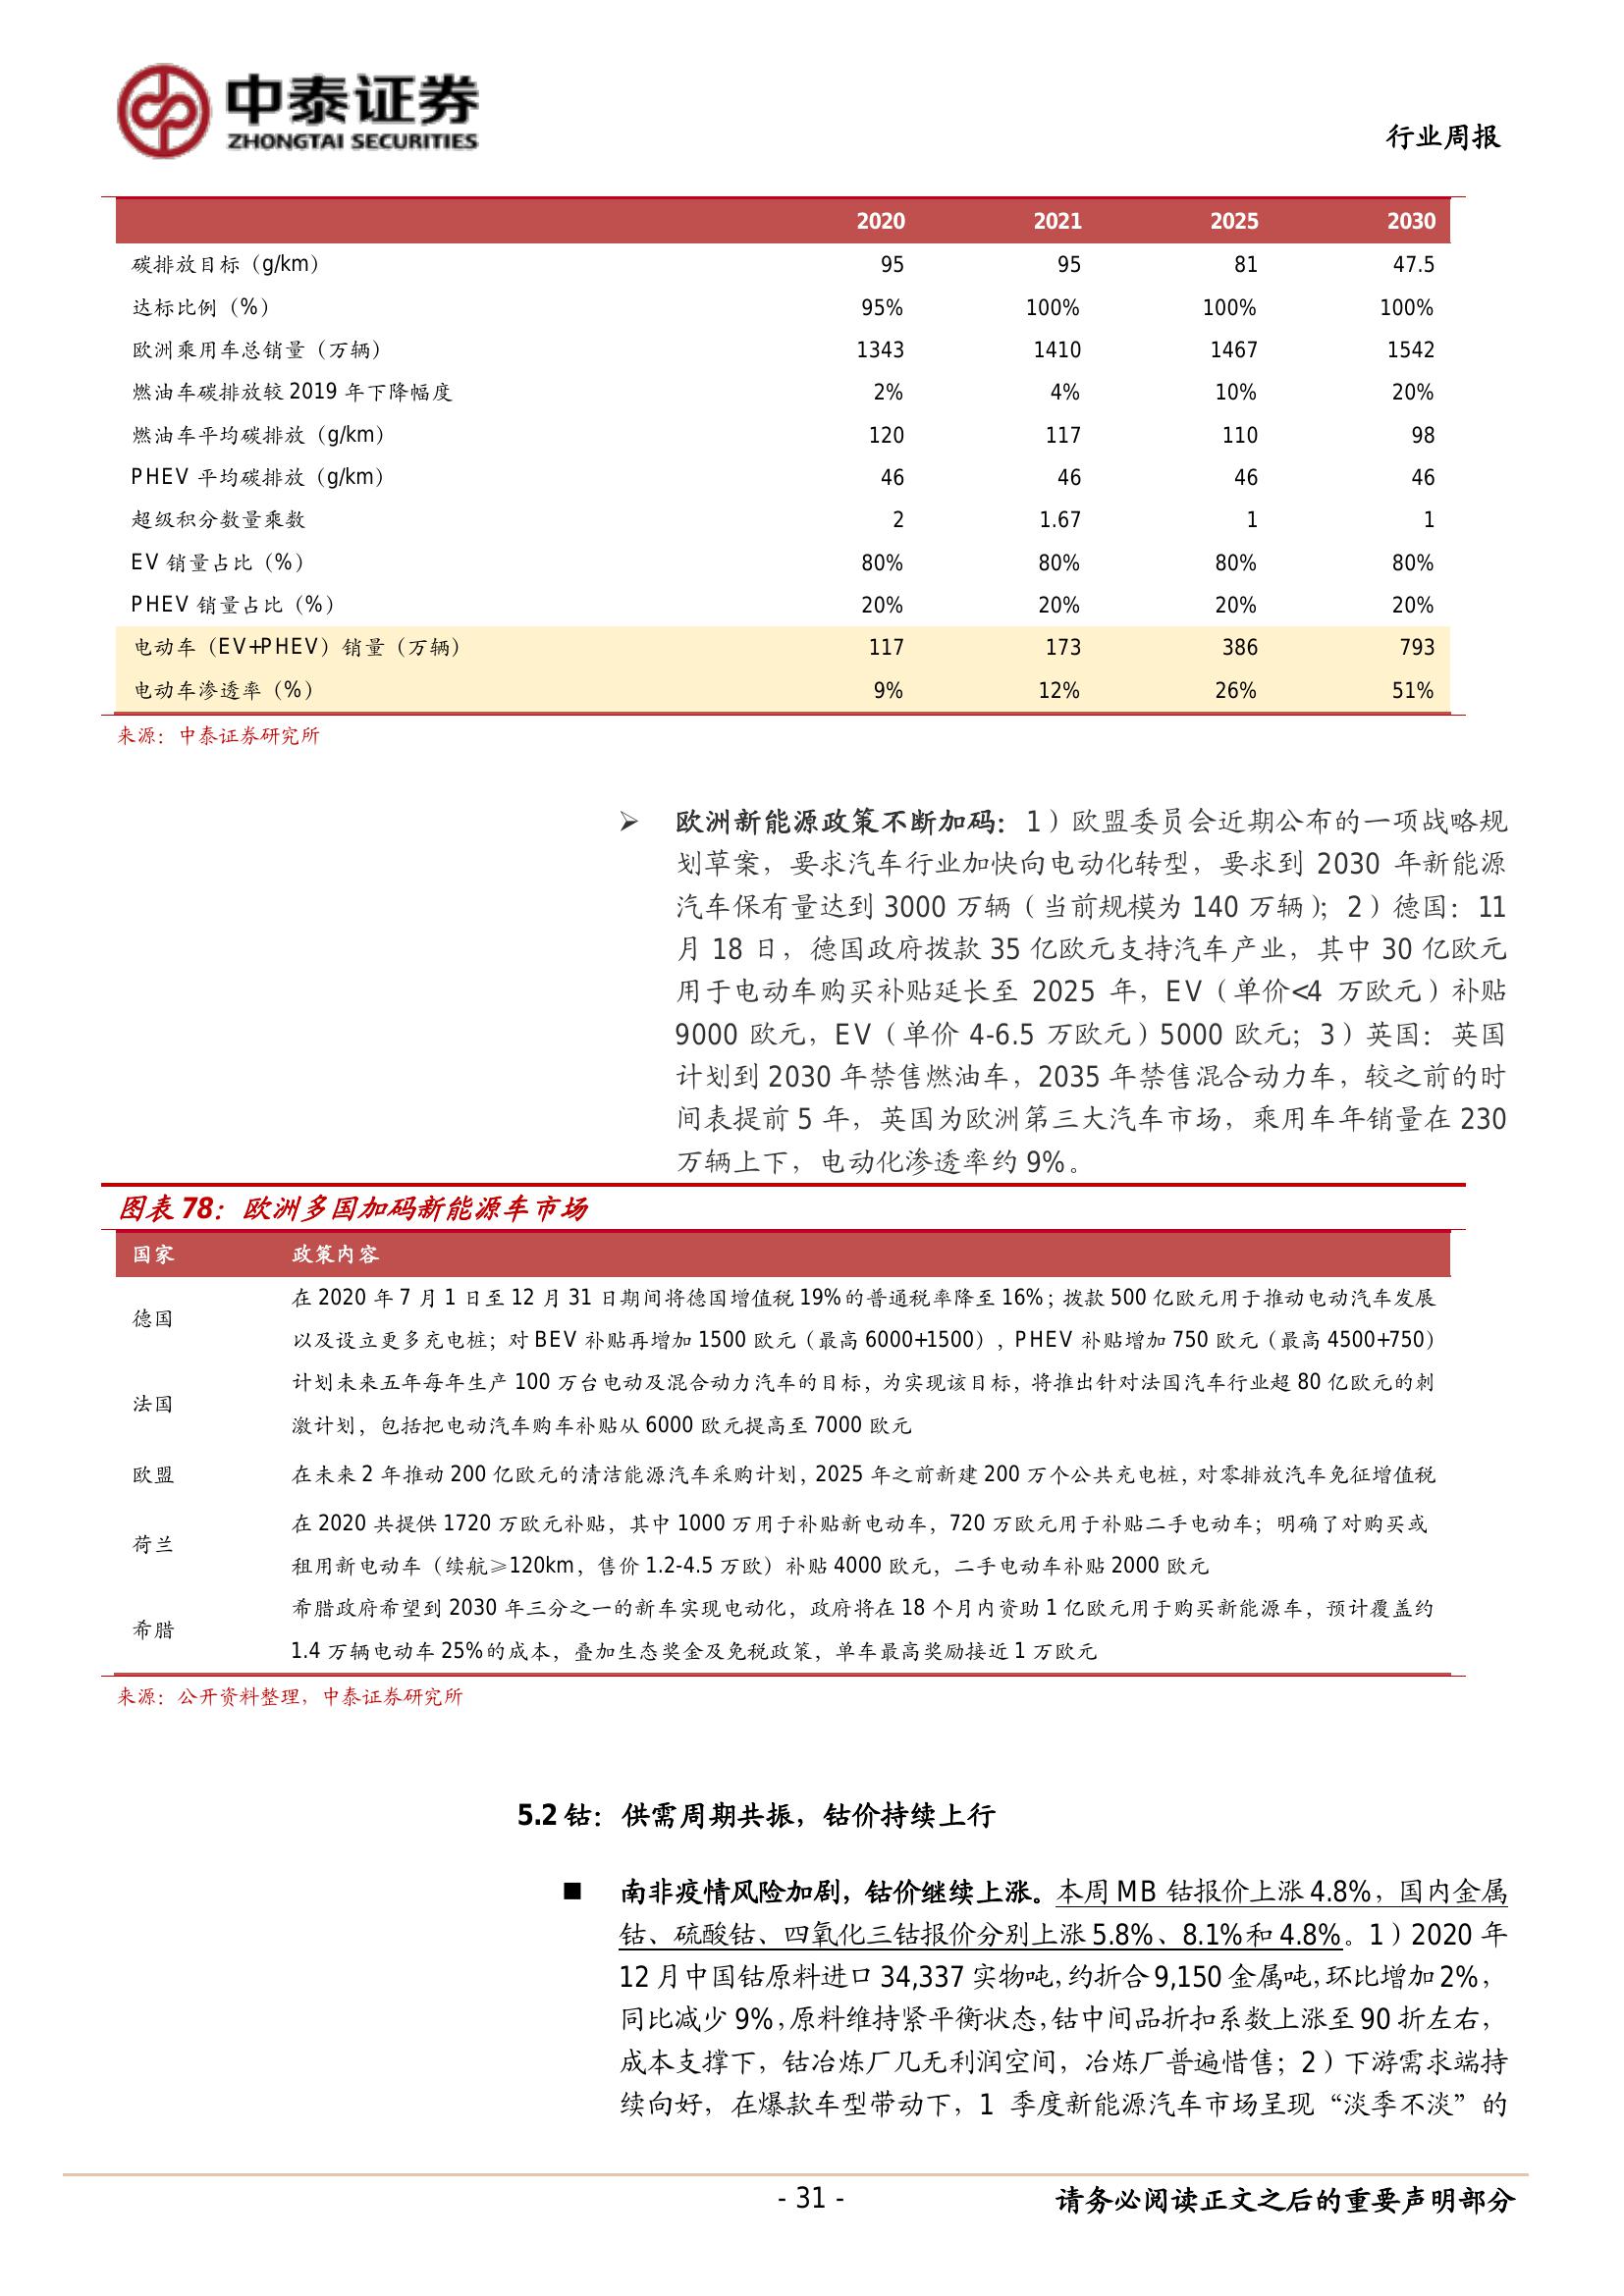 中泰证券
ZHONGTAI SECURITIES
行业周报
2020 2021 2025 2030
碳排放目标（g/km） 95 95 81 47.5
达标比例（%） 95% 100% 100% 100%
欧洲乘用车总销量（万辆） 1343 1410 1467 1542
燃油车碳排放较 2019 年下降幅度 2% 4% 10% 20%
燃油车平均碳排放（g/km） 120 117 110 98
PHEV 平均碳排放（g/km） 46 46 46 46
超级积分数量乘数 2 1.67 1 1
EV 销量占比（%） 80% 80% 80% 80%
PHEV 销量占比（%） 20% 20% 20% 20%
电动车（EV+PHEV）销量（万辆） 117 173 386 793
电动车渗透率（%） 9% 12% 26% 51%
来源：中泰证券研究所
➢ 欧洲新能源政策不断加码：1）欧盟委员会近期公布的一项战略规
划草案，要求汽车行业加快向电动化转型，要求到 2030 年新能源
汽车保有量达到 3000 万辆（当前规模为 140 万辆）；2）德国：11
月 18 日，德国政府拨款 35 亿欧元支持汽车产业，其中 30 亿欧元
用于电动车购买补贴延长至 2025 年，EV（单价<4 万欧元）补贴
9000 欧元，EV（单价 4-6.5 万欧元）5000 欧元；3）英国：英国
计划到 2030 年禁售燃油车，2035 年禁售混合动力车，较之前的时
间表提前 5 年，英国为欧洲第三大汽车市场，乘用车年销量在 230
万辆上下，电动化渗透率约 9%。
图表 78：欧洲多国加码新能源车市场
国家 政策内容
德国
在 2020 年 7 月 1 日至 12 月 31 日期间将德国增值税 19%的普通税率降至 16%；拨款 500 亿欧元用于推动电动汽车发展
以及设立更多充电桩；对 BEV 补贴再增加 1500 欧元（最高 6000+1500），PHEV 补贴增加 750 欧元（最高 4500+750）
法国
计划未来五年每年生产 100 万台电动及混合动力汽车的目标，为实现该目标，将推出针对法国汽车行业超 80 亿欧元的刺
激计划，包括把电动汽车购车补贴从 6000 欧元提高至 7000 欧元
欧盟 在未来 2 年推动 200 亿欧元的清洁能源汽车采购计划，2025 年之前新建 200 万个公共充电桩，对零排放汽车免征增值税
荷兰
在 2020 共提供 1720 万欧元补贴，其中 1000 万用于补贴新电动车，720 万欧元用于补贴二手电动车；明确了对购买或
租用新电动车（续航≥120km，售价 1.2-4.5 万欧）补贴 4000 欧元，二手电动车补贴 2000 欧元
希腊
希腊政府希望到 2030 年三分之一的新车实现电动化，政府将在 18 个月内资助 1 亿欧元用于购买新能源车，预计覆盖约
1.4 万辆电动车 25%的成本，叠加生态奖金及免税政策，单车最高奖励接近 1 万欧元
来源：公开资料整理，中泰证券研究所
5.2 钴：供需周期共振，钴价持续上行
■ 南非疫情风险加剧，钴价继续上涨。本周 MB 钴报价上涨 4.8%，国内金属
钴、硫酸钴、四氧化三钴报价分别上涨 5.8%、8.1%和 4.8%。1）2020 年
12 月中国钴原料进口 34,337 实物吨，约折合 9,150 金属吨，环比增加 2%，
同比减少 9%，原料维持紧平衡状态，钴中间品折扣系数上涨至 90 折左右，
成本支撑下，钴冶炼厂几无利润空间，冶炼厂普遍惜售；2）下游需求端持
续向好，在爆款车型带动下，1 季度新能源汽车市场呈现“淡季不淡”的
- 31 -
请务必阅读正文之后的重要声明部分